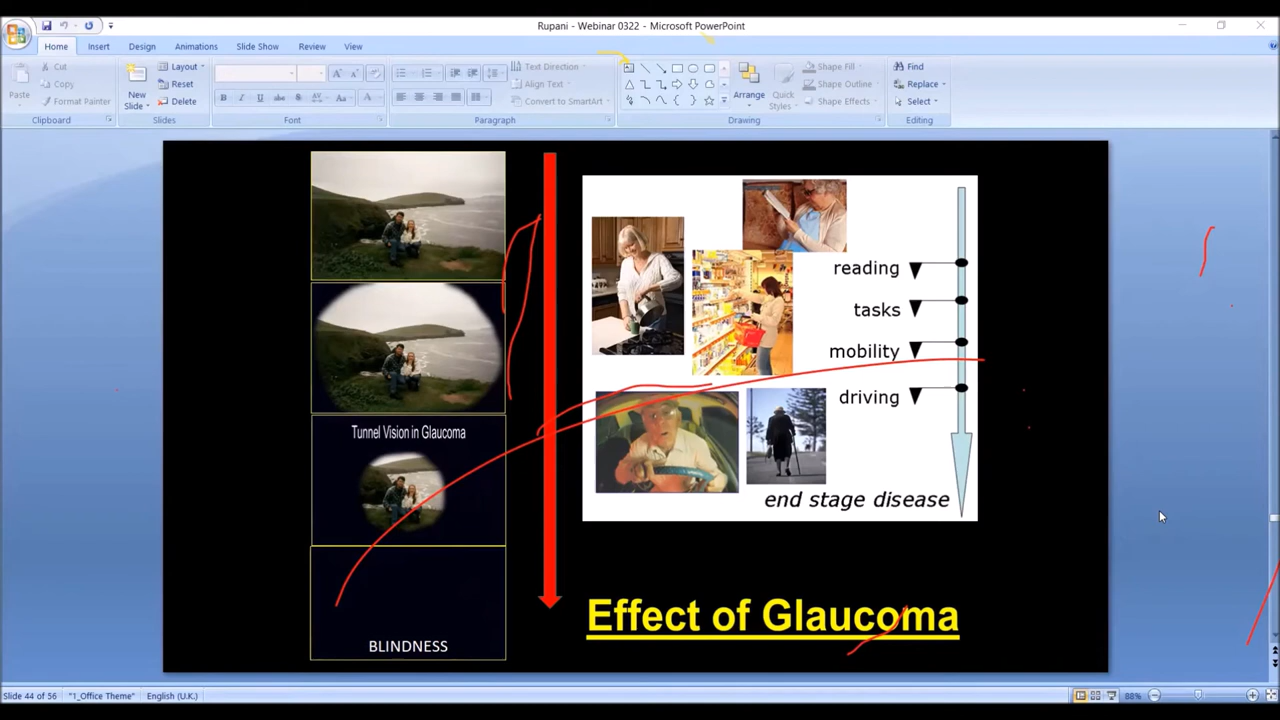 Rupani - Webinar 0322 - Microsoft PowerPoint
Home Insert Design Animations Slide Show Review View
Paste
Cut
Copy
Format Painter
Clipboard
New Slide
Layout
Reset
Delete
Slides
B I U abc S AV Aa A
Font
Text Direction
Align Text
Convert to SmartArt
Paragraph
Arrange
Quick Styles
Shape Fill
Shape Outline
Shape Effects
Drawing
Find
Replace
Select
Editing
Tunnel Vision in Glaucoma
BLINDNESS
reading
tasks
mobility
driving
end stage disease
Effect of Glaucoma
Slide 44 of 56 "1_Office Theme" English (U.K.) 88%